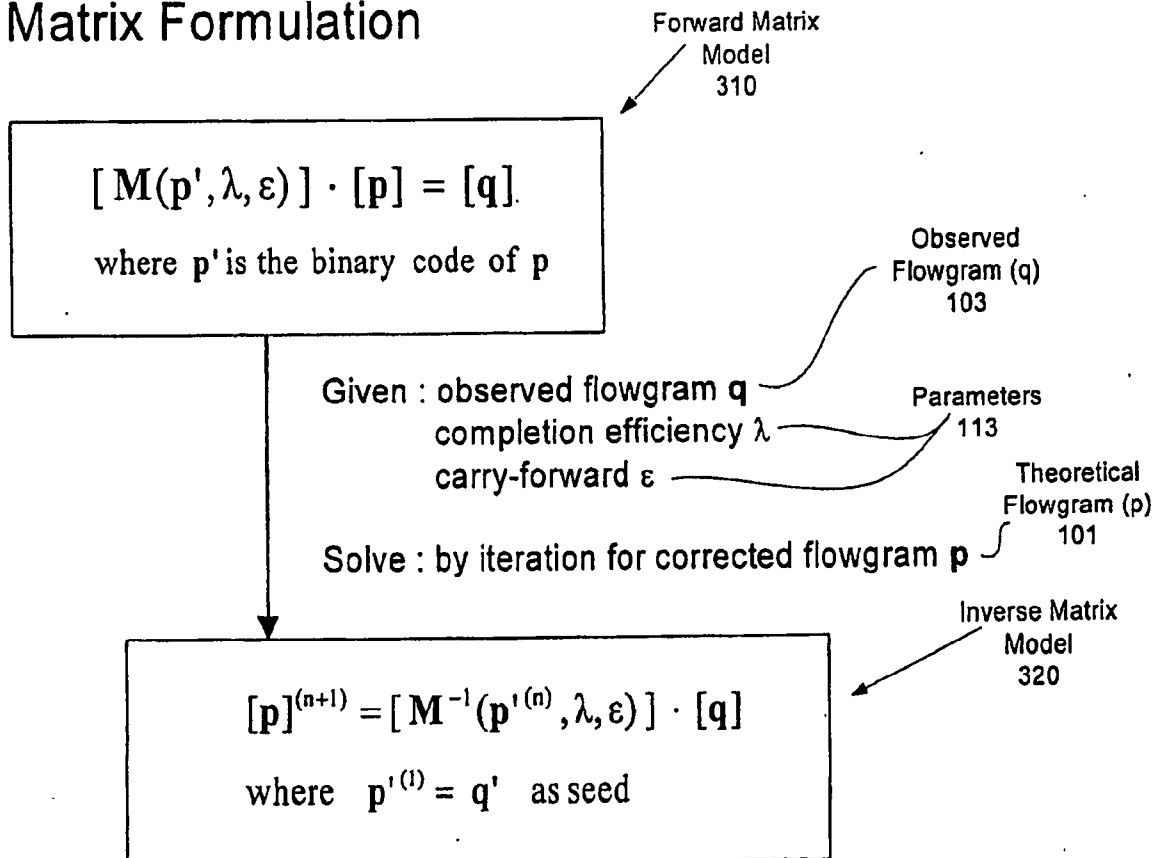 Matrix Formulation
Forward Matrix
Model
310
[ M(p', λ, ε) ] · [p] = [q].
where p' is the binary code of p
Observed
Flowgram (q)
103
Given : observed flowgram q
completion efficiency λ
carry-forward ε
Parameters
113
Theoretical
Flowgram (p)
101
Solve : by iteration for corrected flowgram p
Inverse Matrix
Model
320
[p]⁽ⁿ⁺¹⁾ = [ M⁻¹(p'⁽ⁿ⁾, λ, ε) ] · [q]
where p'⁽¹⁾ = q' as seed